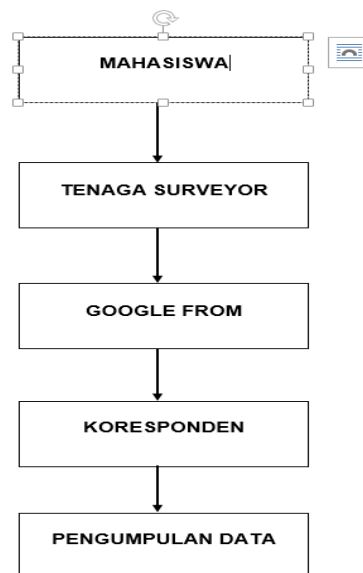 MAHASISWA
TENAGA SURVEYOR
GOOGLE FROM
KORESPONDEN
PENGUMPULAN DATA